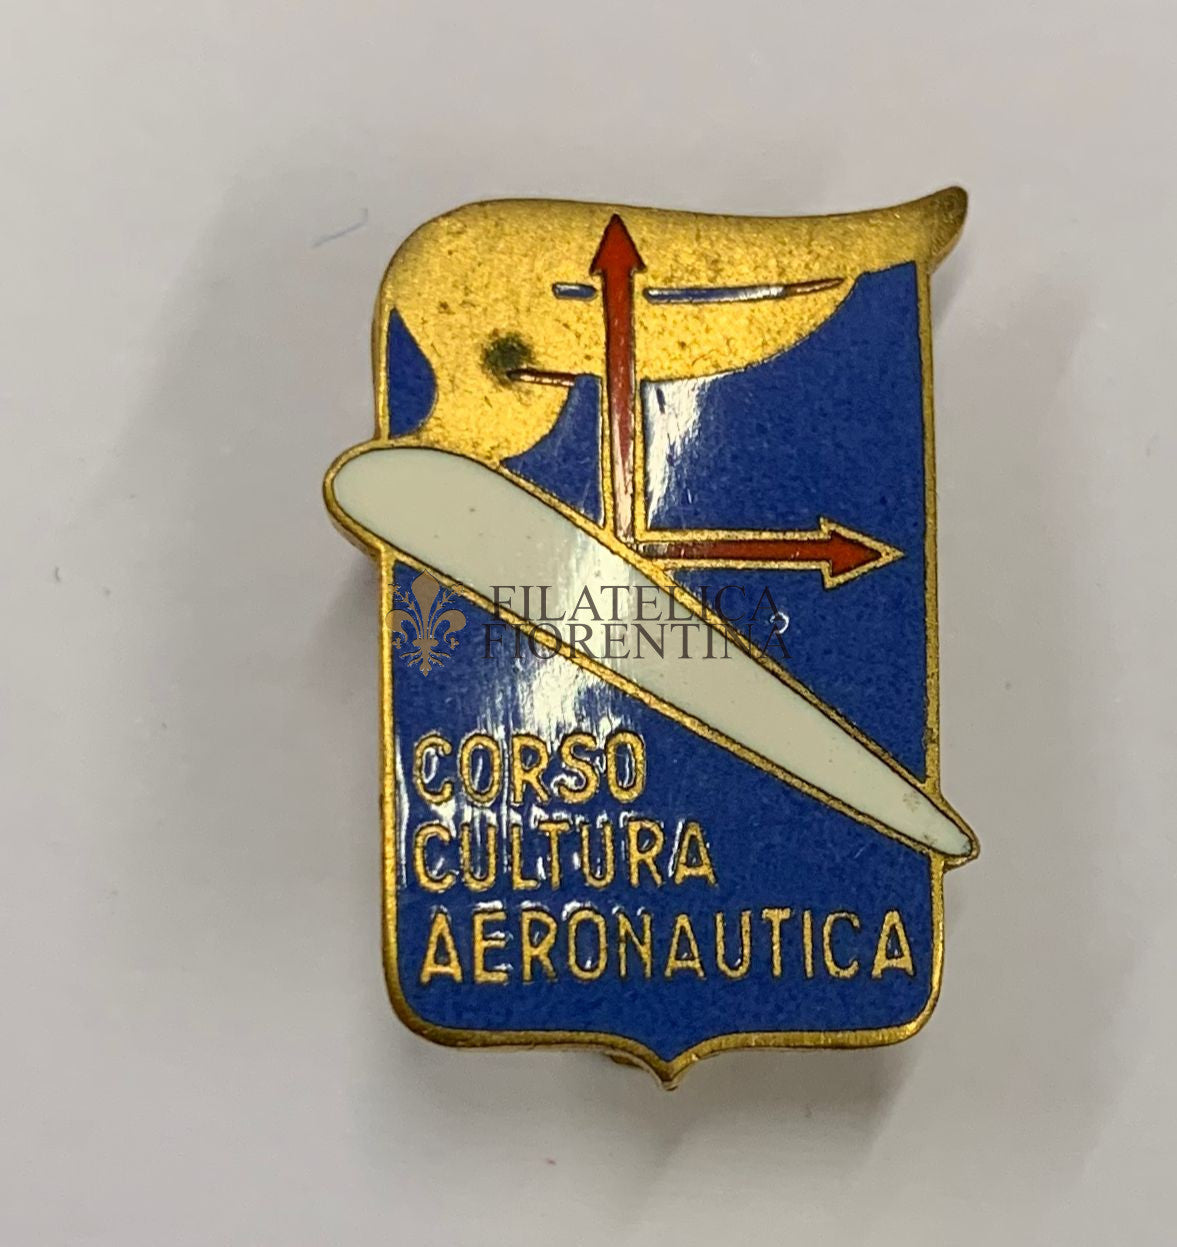 FILATELICA
FIORENTINA
CORSO
CULTURA
AERONAUTICA